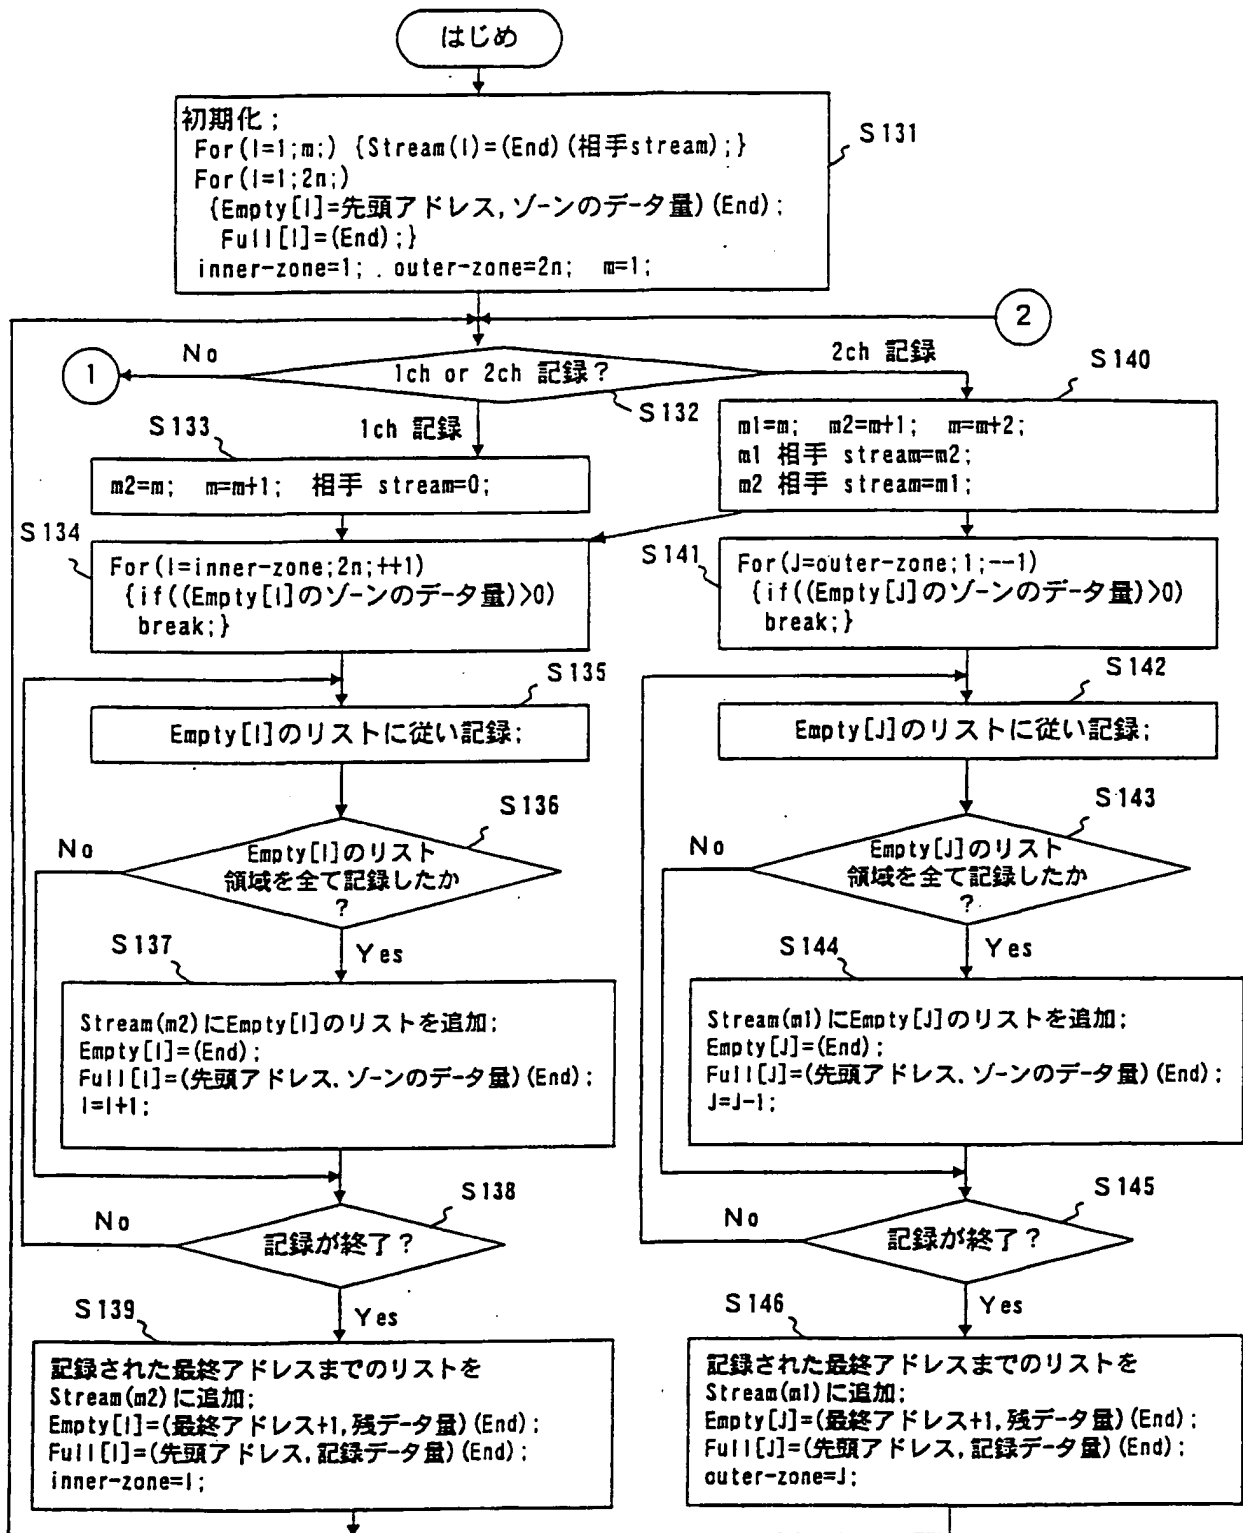 はじめ
初期化;
For(I=1;m;) {Stream(I)=(End)(相手stream);}
For(I=1;2n;)
{Empty[I]=先頭アドレス,ゾーンのデータ量)(End);
Full[I]=(End);}
inner-zone=1; . outer-zone=2n; m=1;
S131
2
1
No
1ch or 2ch 記録?
2ch 記録
S132
1ch 記録
S133
m2=m; m=m+1; 相手 stream=0;
S140
m1=m; m2=m+1; m=m+2;
m1 相手 stream=m2;
m2 相手 stream=m1;
S134
For(I=inner-zone;2n;++1)
{if((Empty[I]のゾーンのデータ量)>0)
break;}
S141
For(J=outer-zone;1;--1)
{if((Empty[J]のゾーンのデータ量)>0)
break;}
S135
Empty[I]のリストに従い記録;
S142
Empty[J]のリストに従い記録;
S136
No
Empty[I]のリスト
領域を全て記録したか
?
Yes
S143
No
Empty[J]のリスト
領域を全て記録したか
?
Yes
S137
Stream(m2)にEmpty[I]のリストを追加;
Empty[I]=(End);
Full[I]=(先頭アドレス,ゾーンのデータ量)(End);
I=I+1;
S144
Stream(m1)にEmpty[J]のリストを追加;
Empty[J]=(End);
Full[J]=(先頭アドレス,ゾーンのデータ量)(End);
J=J-1;
S138
No
記録が終了?
Yes
S145
No
記録が終了?
Yes
S139
記録された最終アドレスまでのリストを
Stream(m2)に追加;
Empty[I]=(最終アドレス+1,残データ量)(End);
Full[I]=(先頭アドレス,記録データ量)(End);
inner-zone=I;
S146
記録された最終アドレスまでのリストを
Stream(m1)に追加;
Empty[J]=(最終アドレス+1,残データ量)(End);
Full[J]=(先頭アドレス,記録データ量)(End);
outer-zone=J;